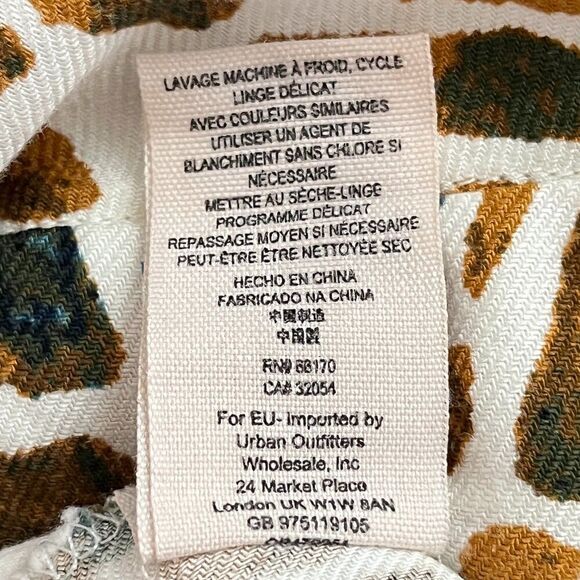 LAVAGE MACHINE À FROID, CYCLE
LINGE DÉLICAT
AVEC COULEURS SIMILAIRES
UTILISER UN AGENT DE
BLANCHIMENT SANS CHLORE SI
NÉCESSAIRE
METTRE AU SÈCHE-LINGE
PROGRAMME DÉLICAT
REPASSAGE MOYEN SI NÉCESSAIRE
PEUT-ÊTRE ÊTRE NETTOYÉE SEC
HECHO EN CHINA
FABRICADO NA CHINA
中国制造
中國製
RN# 66170
CA# 32054
For EU- Imported by
Urban Outfitters
Wholesale, Inc
24 Market Place
London UK W1W 8AN
GB 975119105